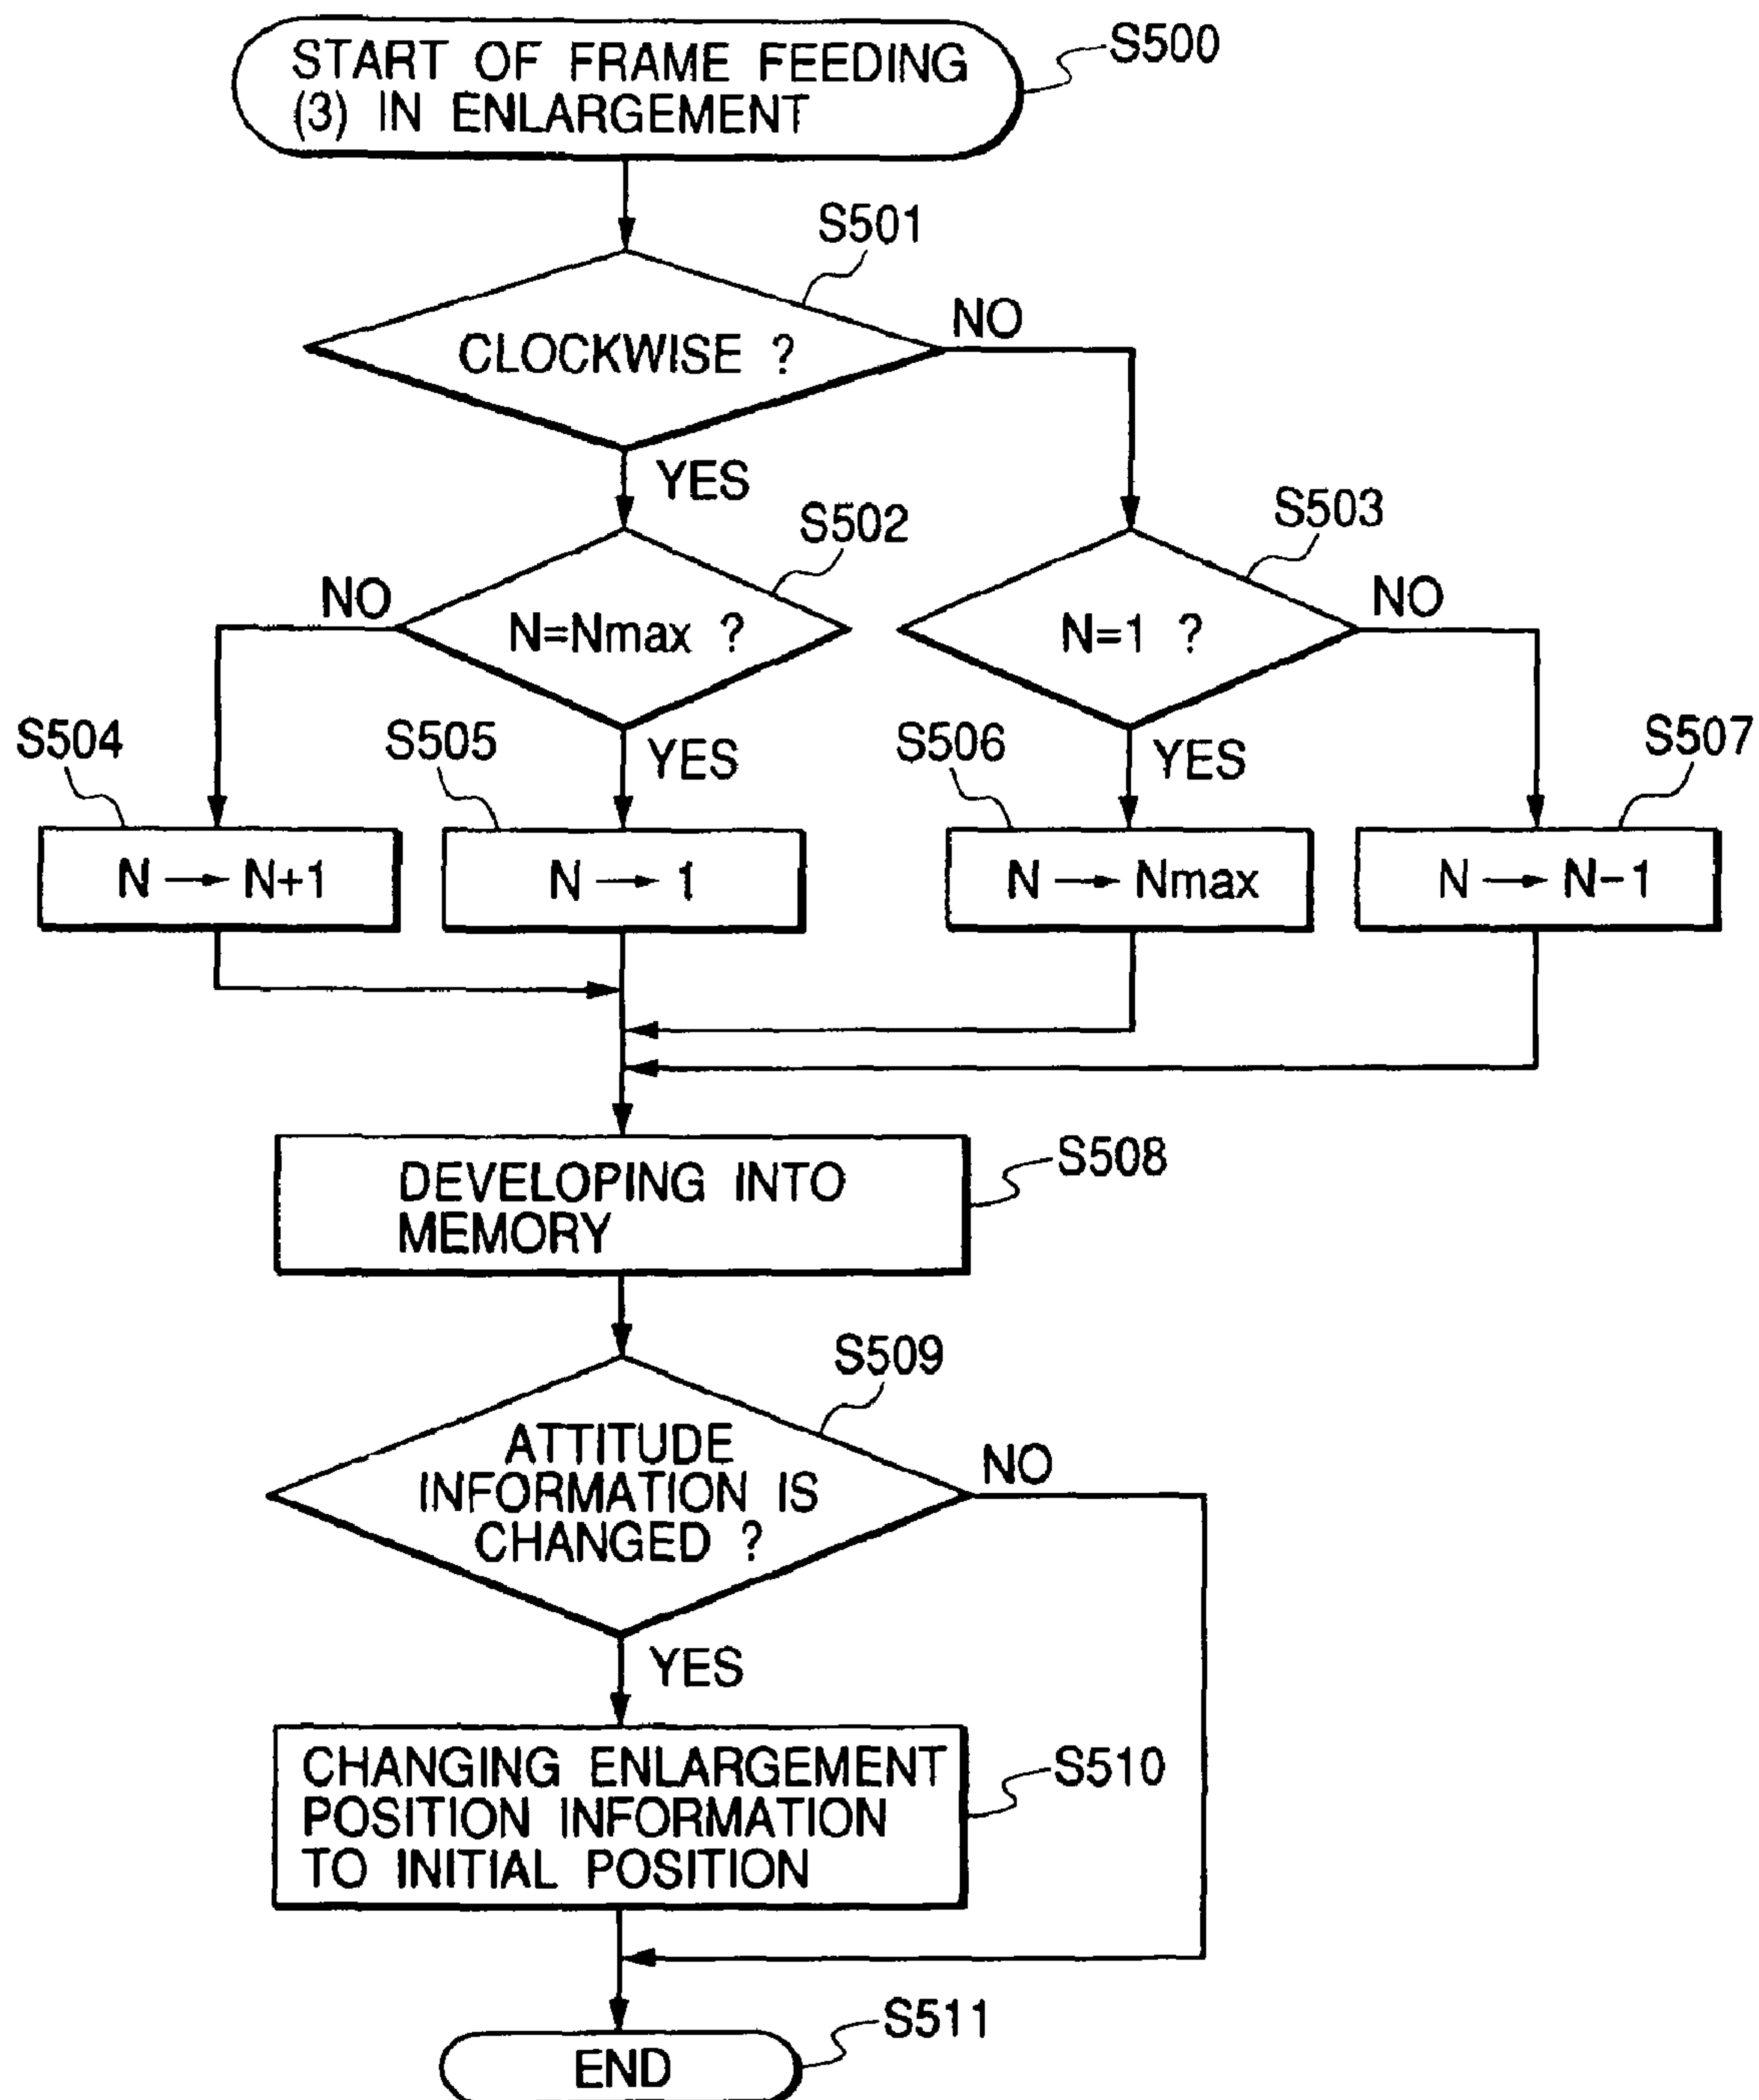 START OF FRAME FEEDING
(3) IN ENLARGEMENT
S500
S501
CLOCKWISE ?
NO
YES
S502
S503
NO
N=Nmax ?
N=1 ?
NO
S504
S505
YES
S506
YES
S507
N → N+1
N → 1
N → Nmax
N → N-1
DEVELOPING INTO
MEMORY
S508
S509
ATTITUDE
INFORMATION IS
CHANGED ?
NO
YES
CHANGING ENLARGEMENT
POSITION INFORMATION
TO INITIAL POSITION
S510
S511
END